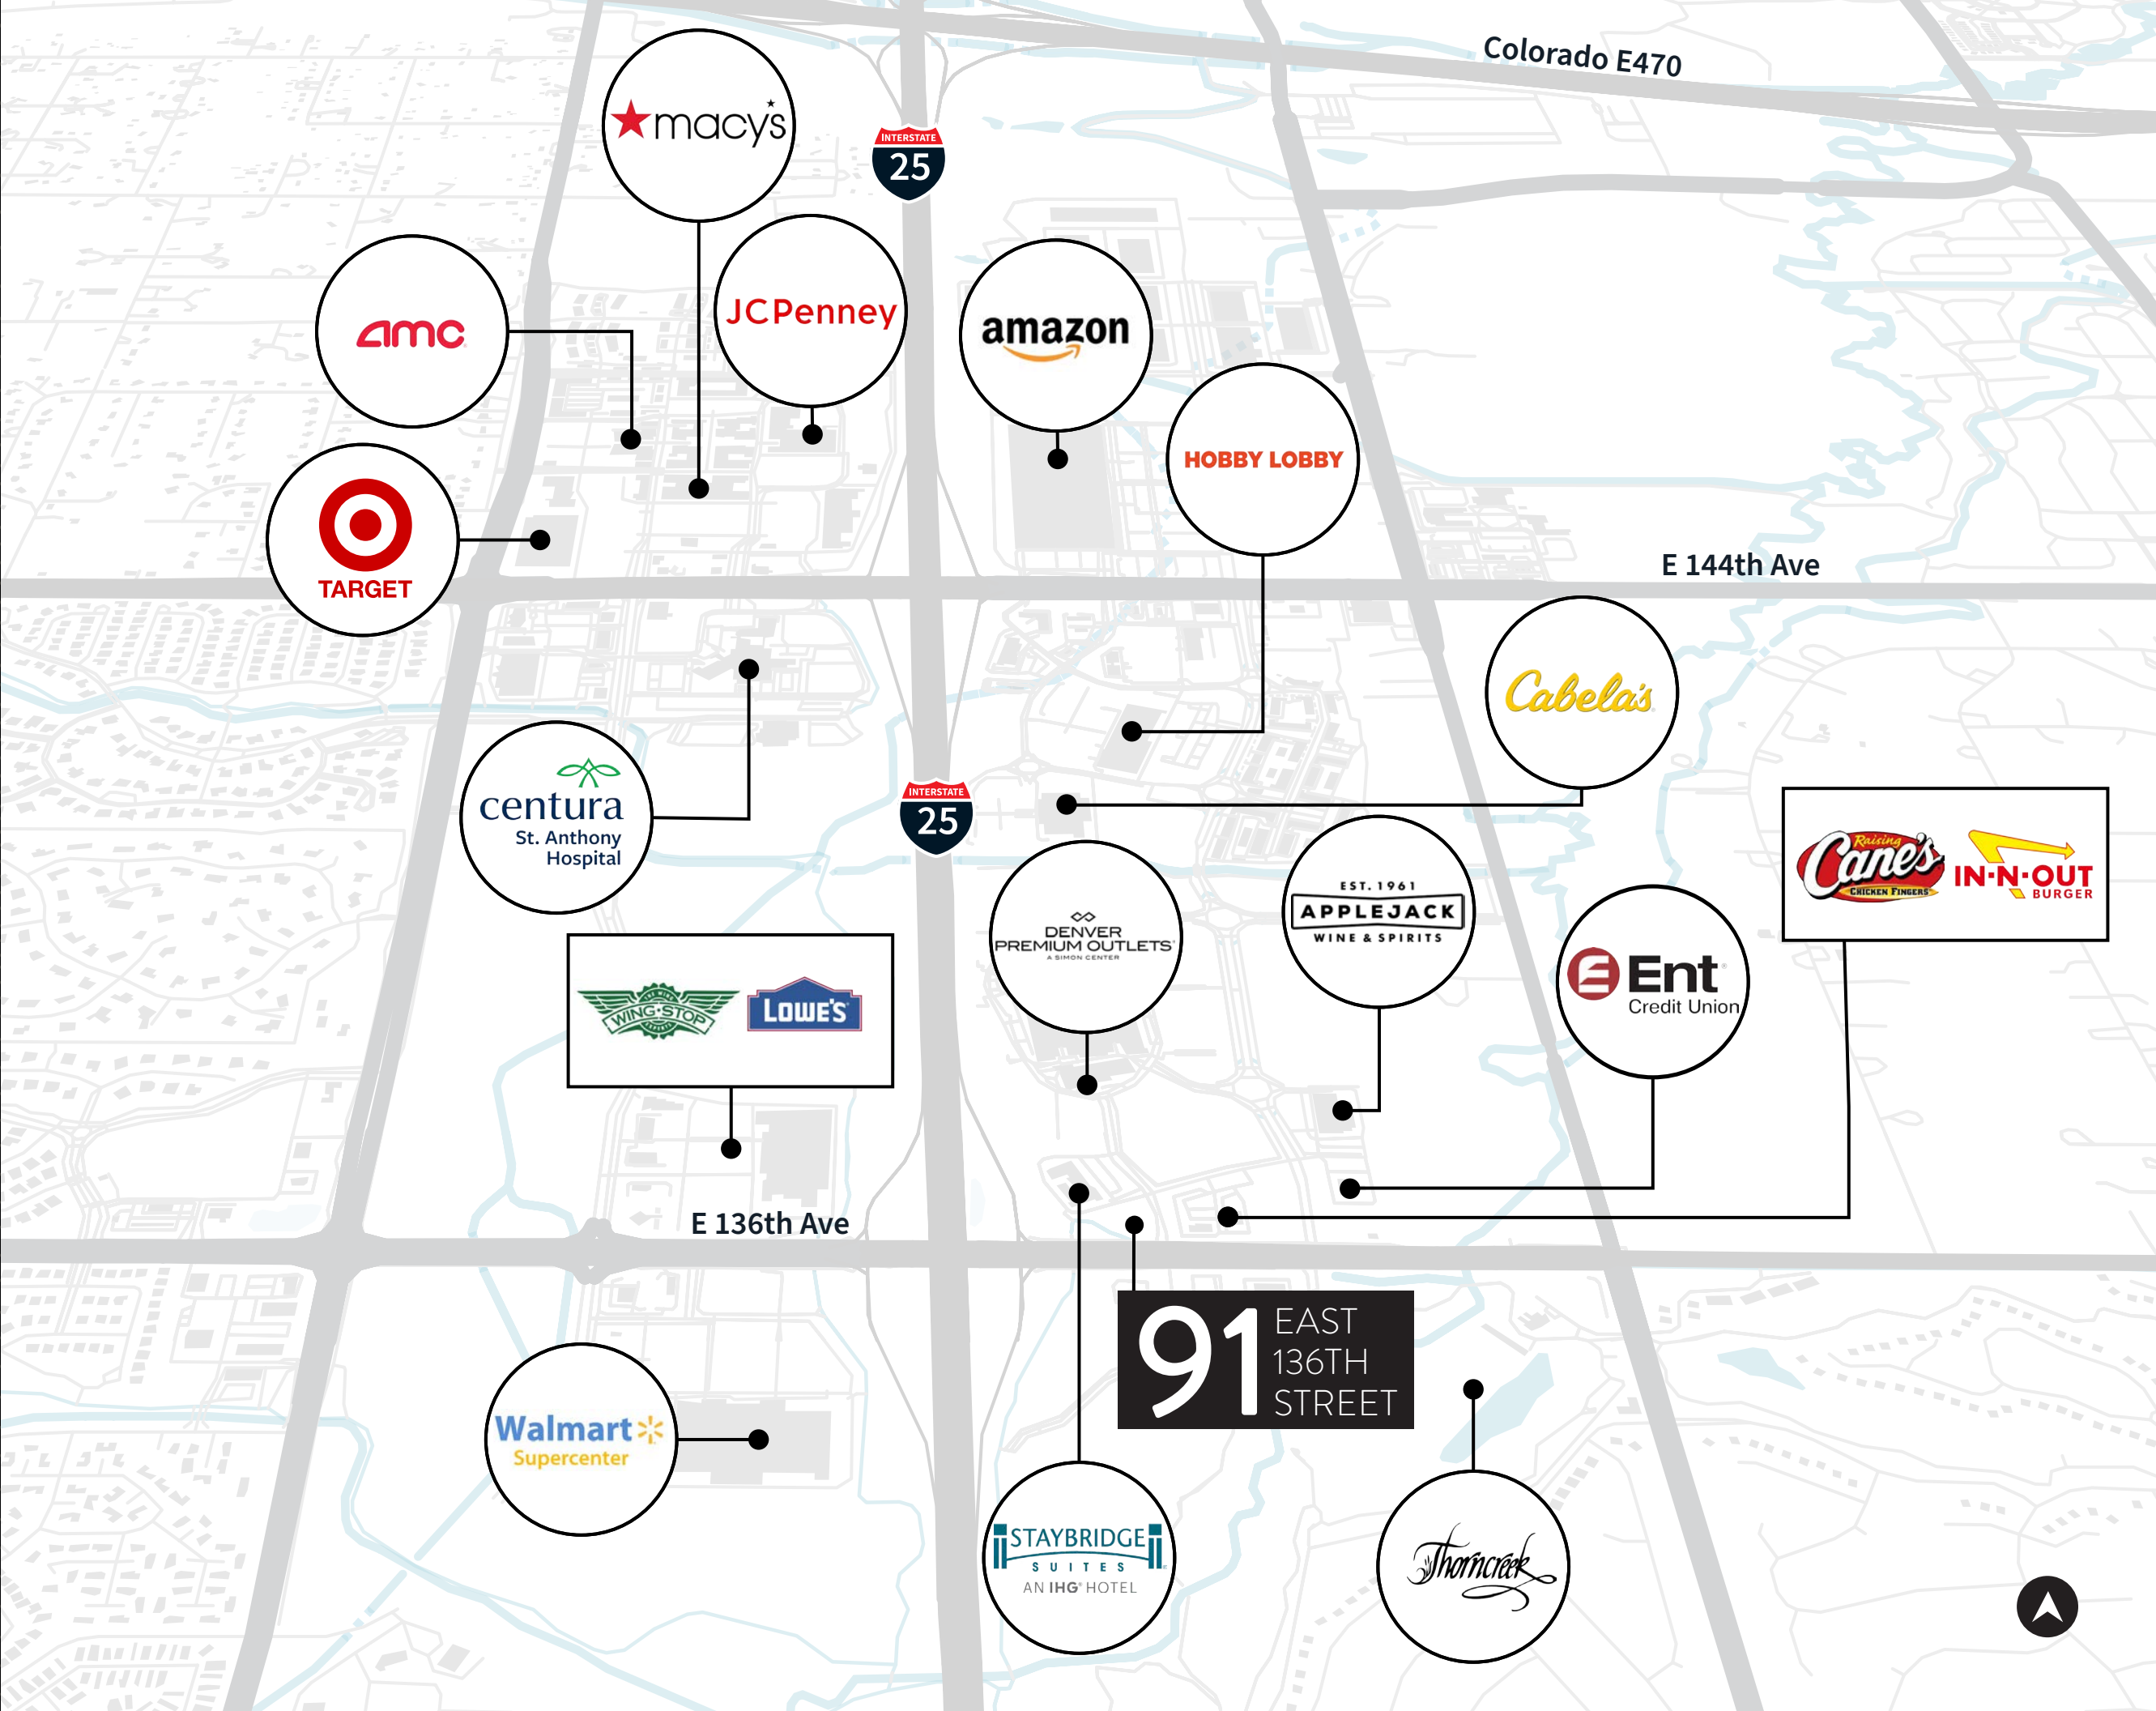 Colorado E470
macy's
INTERSTATE
25
JCPenney
amc
amazon
HOBBY LOBBY
TARGET
E 144th Ave
Cabela's
centura
St. Anthony
Hospital
INTERSTATE
25
Raising
Cane's
CHICKEN FINGERS
IN-N-OUT
BURGER
EST. 1961
APPLEJACK
WINE & SPIRITS
DENVER
PREMIUM OUTLETS
A SIMON CENTER
Ent
Credit Union
THE WING
WING·STOP
EXPERTS
LOWE'S
E 136th Ave
91 EAST
136TH
STREET
Walmart
Supercenter
STAYBRIDGE
SUITES
AN IHG® HOTEL
Thorncreek